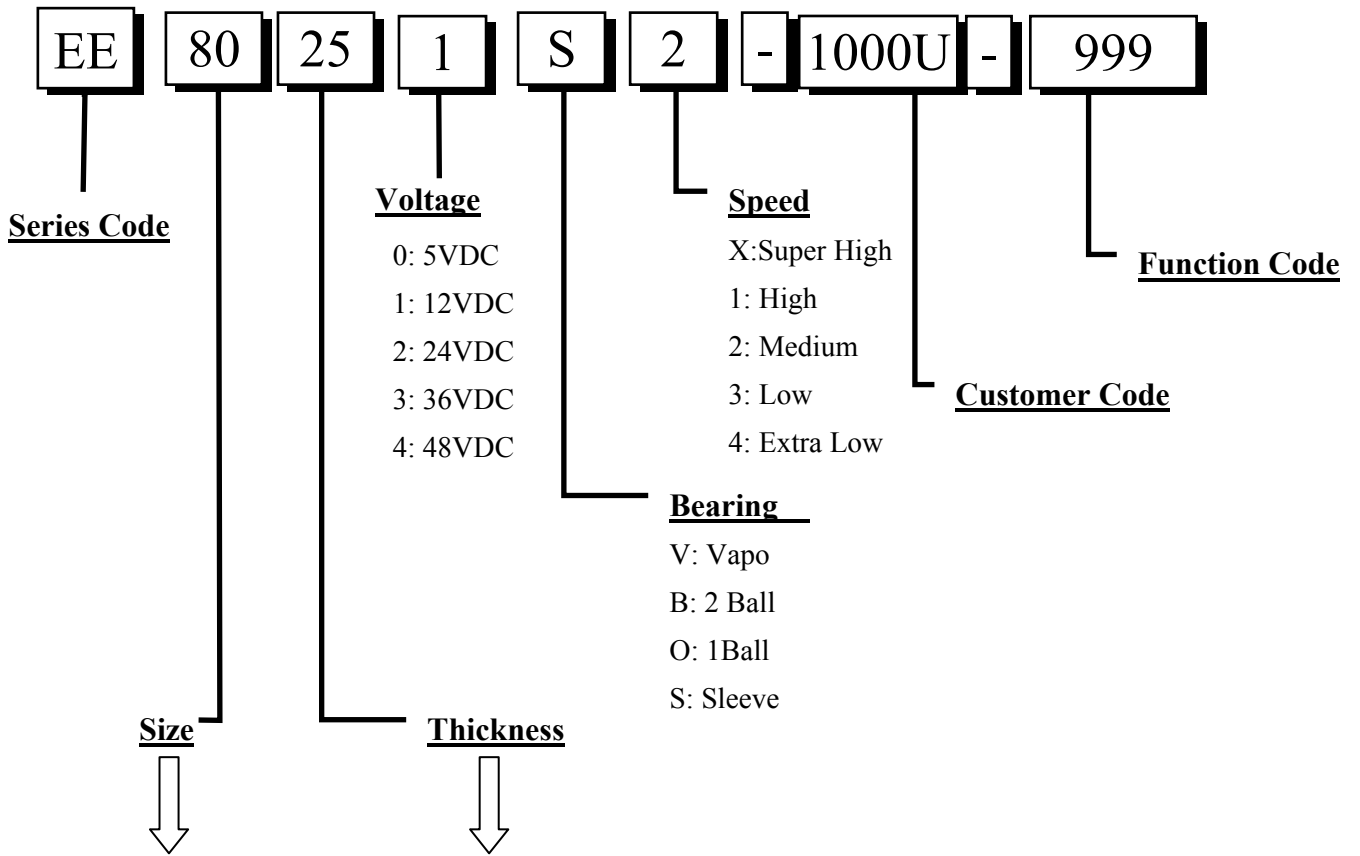 EE 80 25 1 S 2 - 1000U - 999
Series Code
Voltage
0: 5VDC
1: 12VDC
2: 24VDC
3: 36VDC
4: 48VDC
Speed
X:Super High
1: High
2: Medium
3: Low
4: Extra Low
Function Code
Customer Code
Bearing
V: Vapo
B: 2 Ball
O: 1Ball
S: Sleeve
Size
Thickness